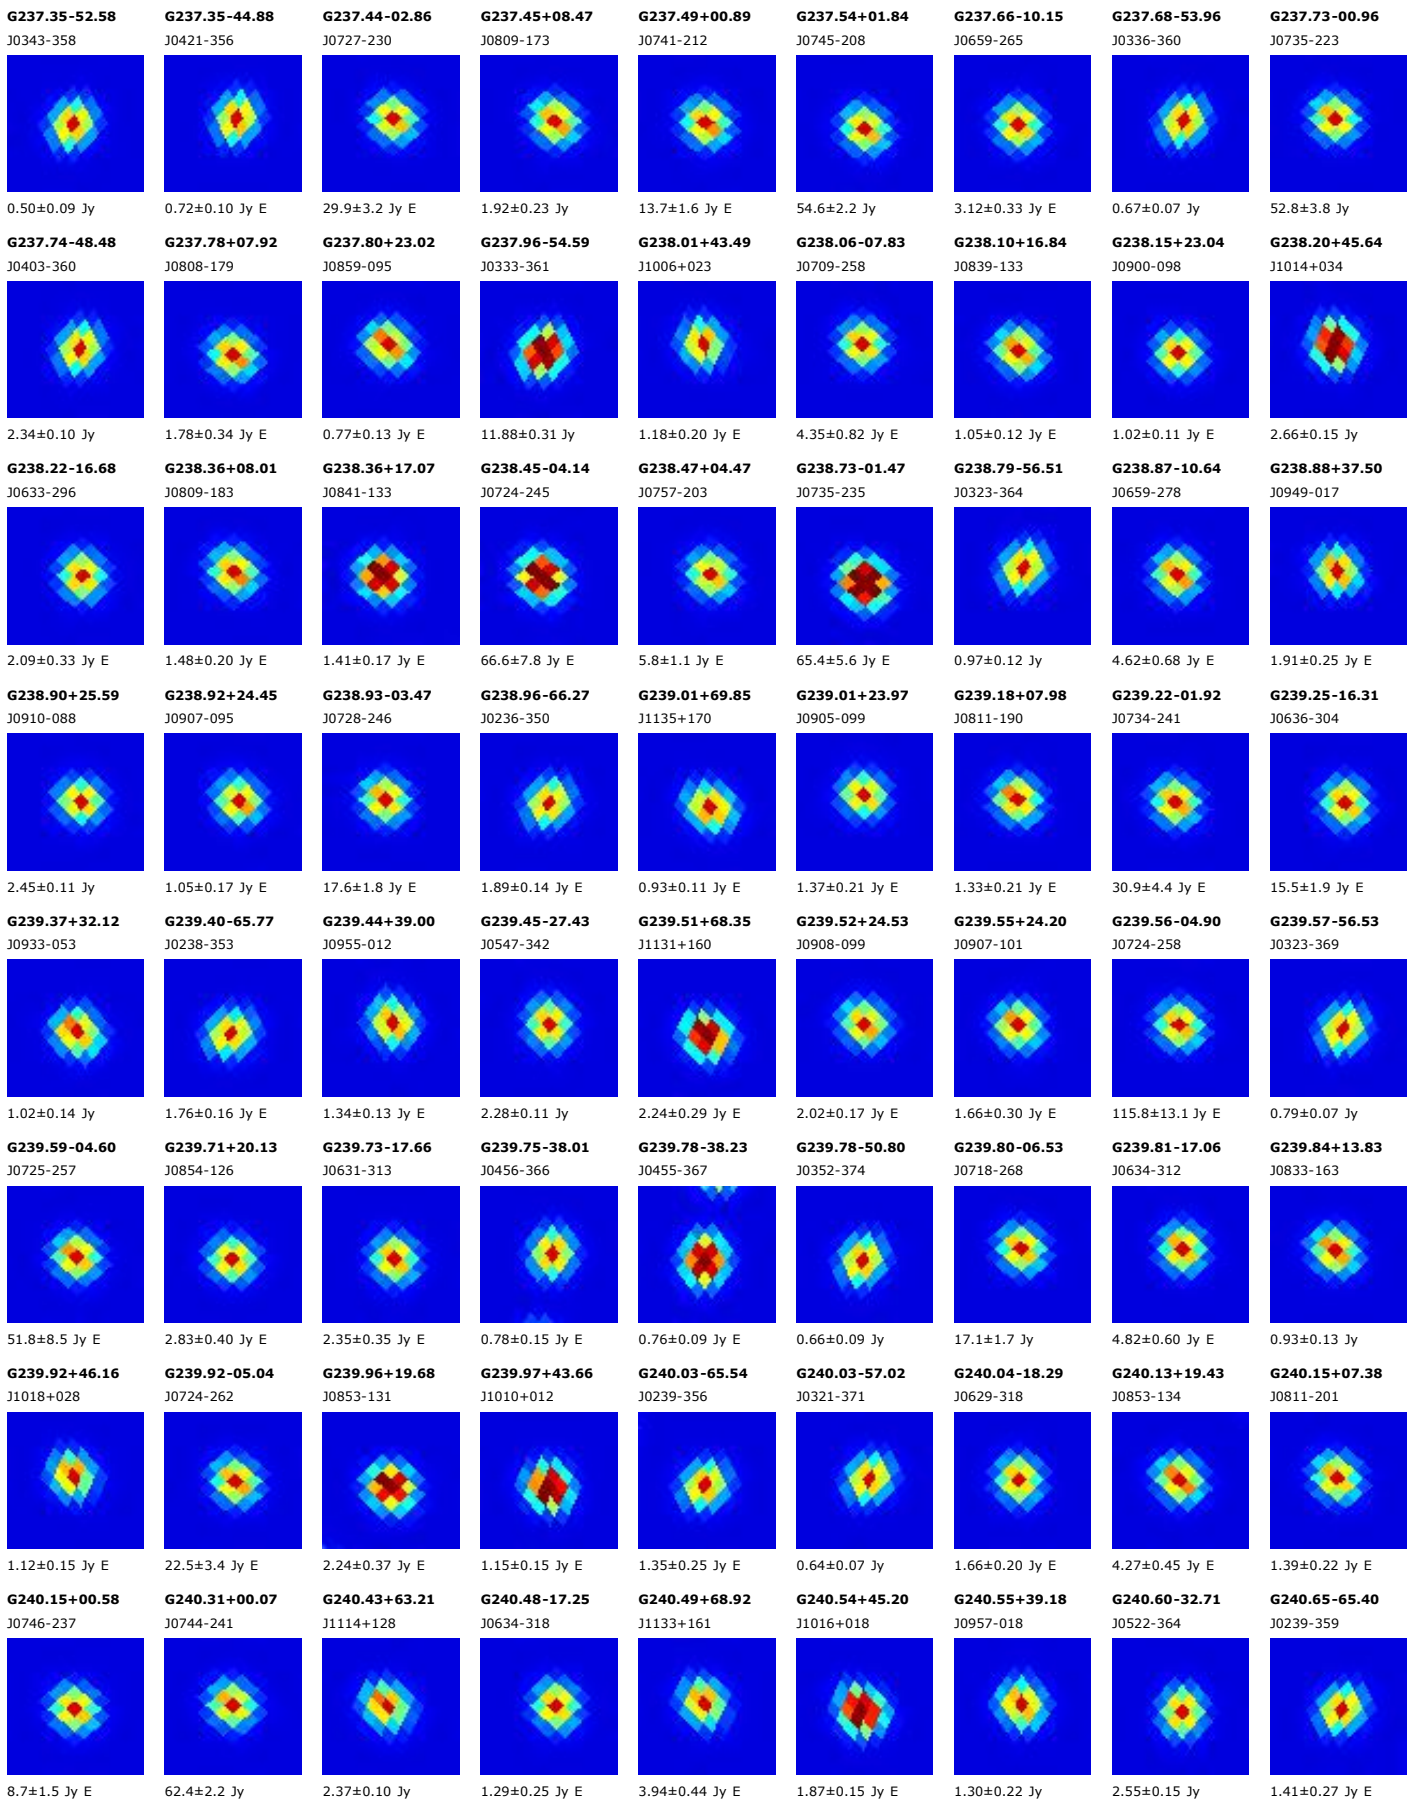 G237.35-52.58 G237.35-44.88 G237.44-02.86 G237.45+08.47 G237.49+00.89 G237.54+01.84 G237.66-10.15 G237.68-53.96 G237.73-00.96
J0343-358 J0421-356 J0727-230 J0809-173 J0741-212 J0745-208 J0659-265 J0336-360 J0735-223
0.50±0.09 Jy 0.72±0.10 Jy E 29.9±3.2 Jy E 1.92±0.23 Jy 13.7±1.6 Jy E 54.6±2.2 Jy 3.12±0.33 Jy E 0.67±0.07 Jy 52.8±3.8 Jy
G237.74-48.48 G237.78+07.92 G237.80+23.02 G237.96-54.59 G238.01+43.49 G238.06-07.83 G238.10+16.84 G238.15+23.04 G238.20+45.64
J0403-360 J0808-179 J0859-095 J0333-361 J1006+023 J0709-258 J0839-133 J0900-098 J1014+034
2.34±0.10 Jy 1.78±0.34 Jy E 0.77±0.13 Jy E 11.88±0.31 Jy 1.18±0.20 Jy E 4.35±0.82 Jy E 1.05±0.12 Jy E 1.02±0.11 Jy E 2.66±0.15 Jy
G238.22-16.68 G238.36+08.01 G238.36+17.07 G238.45-04.14 G238.47+04.47 G238.73-01.47 G238.79-56.51 G238.87-10.64 G238.88+37.50
J0633-296 J0809-183 J0841-133 J0724-245 J0757-203 J0735-235 J0323-364 J0659-278 J0949-017
2.09±0.33 Jy E 1.48±0.20 Jy E 1.41±0.17 Jy E 66.6±7.8 Jy E 5.8±1.1 Jy E 65.4±5.6 Jy E 0.97±0.12 Jy 4.62±0.68 Jy E 1.91±0.25 Jy E
G238.90+25.59 G238.92+24.45 G238.93-03.47 G238.96-66.27 G239.01+69.85 G239.01+23.97 G239.18+07.98 G239.22-01.92 G239.25-16.31
J0910-088 J0907-095 J0728-246 J0236-350 J1135+170 J0905-099 J0811-190 J0734-241 J0636-304
2.45±0.11 Jy 1.05±0.17 Jy E 17.6±1.8 Jy E 1.89±0.14 Jy E 0.93±0.11 Jy E 1.37±0.21 Jy E 1.33±0.21 Jy E 30.9±4.4 Jy E 15.5±1.9 Jy E
G239.37+32.12 G239.40-65.77 G239.44+39.00 G239.45-27.43 G239.51+68.35 G239.52+24.53 G239.55+24.20 G239.56-04.90 G239.57-56.53
J0933-053 J0238-353 J0955-012 J0547-342 J1131+160 J0908-099 J0907-101 J0724-258 J0323-369
1.02±0.14 Jy 1.76±0.16 Jy E 1.34±0.13 Jy E 2.28±0.11 Jy 2.24±0.29 Jy E 2.02±0.17 Jy E 1.66±0.30 Jy E 115.8±13.1 Jy E 0.79±0.07 Jy
G239.59-04.60 G239.71+20.13 G239.73-17.66 G239.75-38.01 G239.78-38.23 G239.78-50.80 G239.80-06.53 G239.81-17.06 G239.84+13.83
J0725-257 J0854-126 J0631-313 J0456-366 J0455-367 J0352-374 J0718-268 J0634-312 J0833-163
51.8±8.5 Jy E 2.83±0.40 Jy E 2.35±0.35 Jy E 0.78±0.15 Jy E 0.76±0.09 Jy E 0.66±0.09 Jy 17.1±1.7 Jy 4.82±0.60 Jy E 0.93±0.13 Jy
G239.92+46.16 G239.92-05.04 G239.96+19.68 G239.97+43.66 G240.03-65.54 G240.03-57.02 G240.04-18.29 G240.13+19.43 G240.15+07.38
J1018+028 J0724-262 J0853-131 J1010+012 J0239-356 J0321-371 J0629-318 J0853-134 J0811-201
1.12±0.15 Jy E 22.5±3.4 Jy E 2.24±0.37 Jy E 1.15±0.15 Jy E 1.35±0.25 Jy E 0.64±0.07 Jy 1.66±0.20 Jy E 4.27±0.45 Jy E 1.39±0.22 Jy E
G240.15+00.58 G240.31+00.07 G240.43+63.21 G240.48-17.25 G240.49+68.92 G240.54+45.20 G240.55+39.18 G240.60-32.71 G240.65-65.40
J0746-237 J0744-241 J1114+128 J0634-318 J1133+161 J1016+018 J0957-018 J0522-364 J0239-359
8.7±1.5 Jy E 62.4±2.2 Jy 2.37±0.10 Jy 1.29±0.25 Jy E 3.94±0.44 Jy E 1.87±0.15 Jy E 1.30±0.22 Jy 2.55±0.15 Jy 1.41±0.27 Jy E